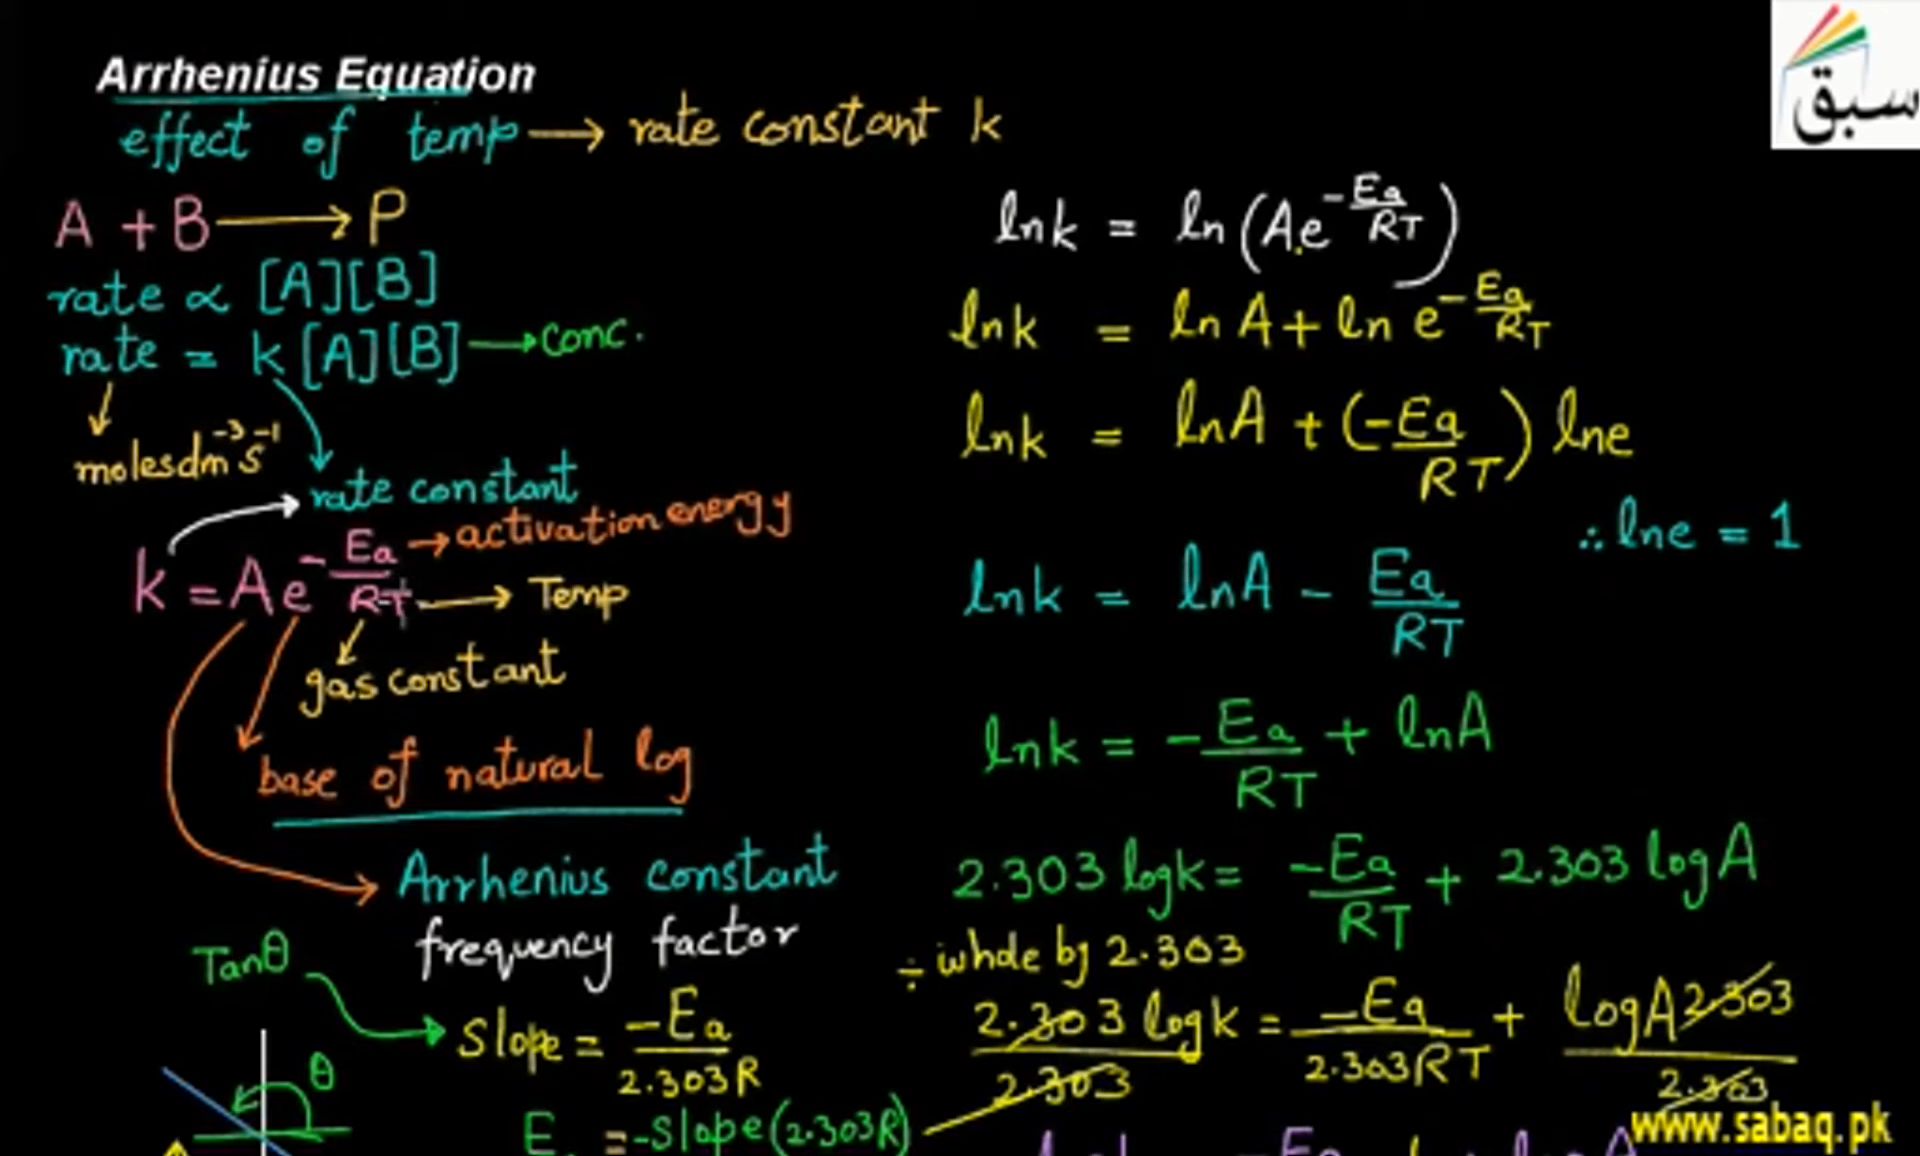 Arrhenius Equation
effect of temp → rate constant k
A + B → P
rate ∝ [A][B]
rate = k[A][B] → conc.
molesdm⁻³s⁻¹
rate constant
k = Ae^(-Ea/RT)
→ activation energy
→ Temp
gas constant
base of natural log
Arrhenius constant
frequency factor
Tanθ
Slope = -Ea/2.303R
θ
E = -Slope(2.303R)
سبق
lnk = ln(Ae^(-Ea/RT))
lnk = lnA + ln e^(-Ea/RT)
lnk = lnA + (-Ea/RT) lne
∴ lne = 1
lnk = lnA - Ea/RT
lnk = -Ea/RT + lnA
2.303 logk = -Ea/RT + 2.303 logA
÷ whole by 2.303
2.303 logk/2.303 = -Ea/2.303RT + logA2.303/2.303
www.sabaq.pk